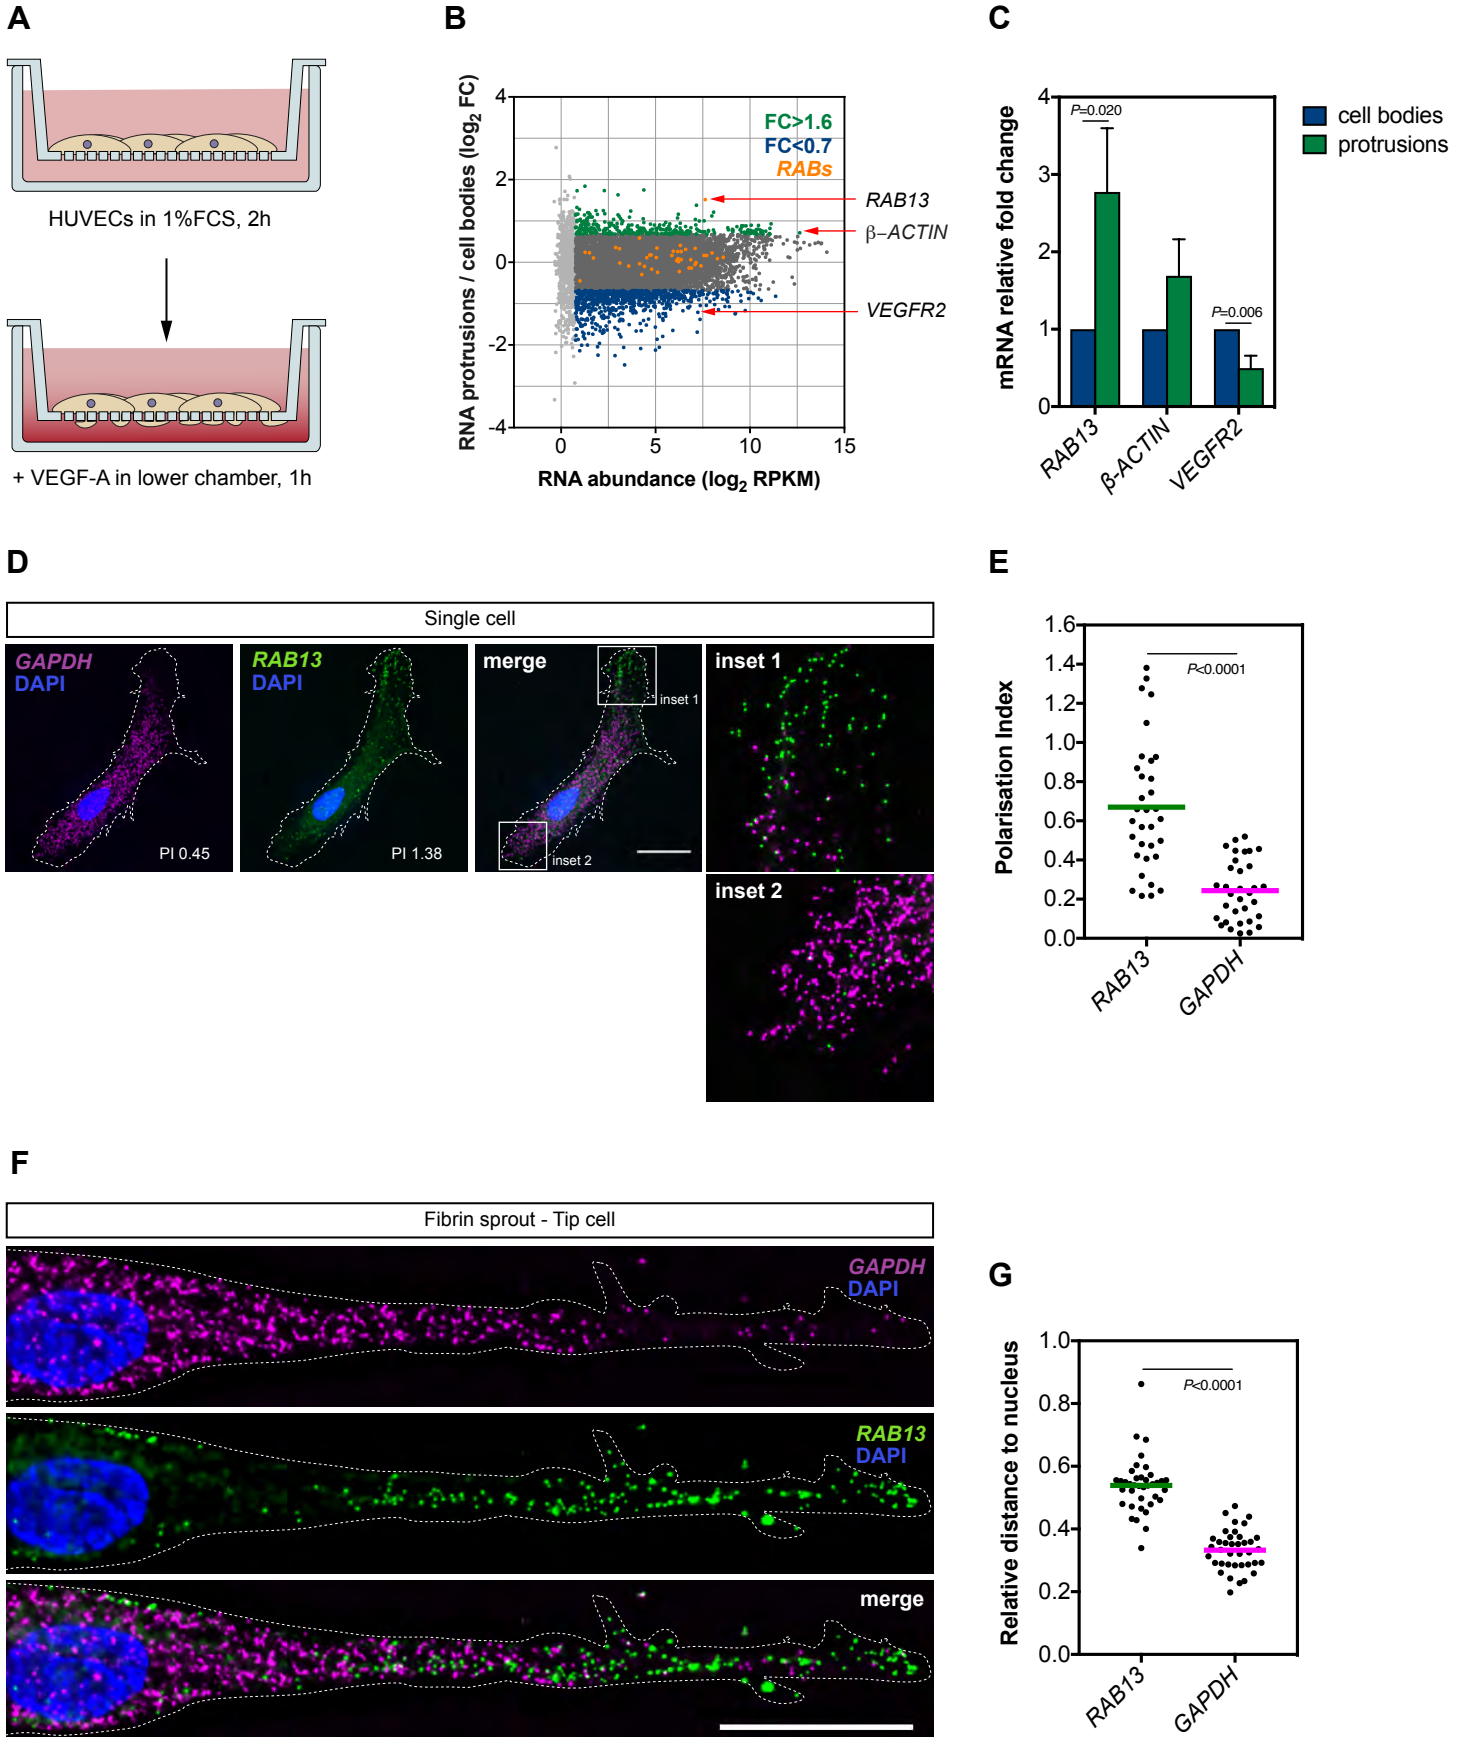 A
HUVECs in 1%FCS, 2h
+ VEGF-A in lower chamber, 1h
B
RNA protrusions / cell bodies (log2 FC)
4
2
0
-2
-4
FC>1.6
FC<0.7
RABs
RAB13
β–ACTIN
VEGFR2
0
5
10
15
RNA abundance (log2 RPKM)
C
mRNA relative fold change
4
3
2
1
0
P=0.020
P=0.006
cell bodies
protrusions
RAB13
β-ACTIN
VEGFR2
D
Single cell
GAPDH
DAPI
PI 0.45
RAB13
DAPI
PI 1.38
merge
inset 1
inset 2
inset 1
inset 2
E
Polarisation Index
1.6
1.4
1.2
1.0
0.8
0.6
0.4
0.2
0.0
P<0.0001
RAB13
GAPDH
F
Fibrin sprout - Tip cell
GAPDH
DAPI
RAB13
DAPI
merge
G
Relative distance to nucleus
1.0
0.8
0.6
0.4
0.2
0.0
P<0.0001
RAB13
GAPDH